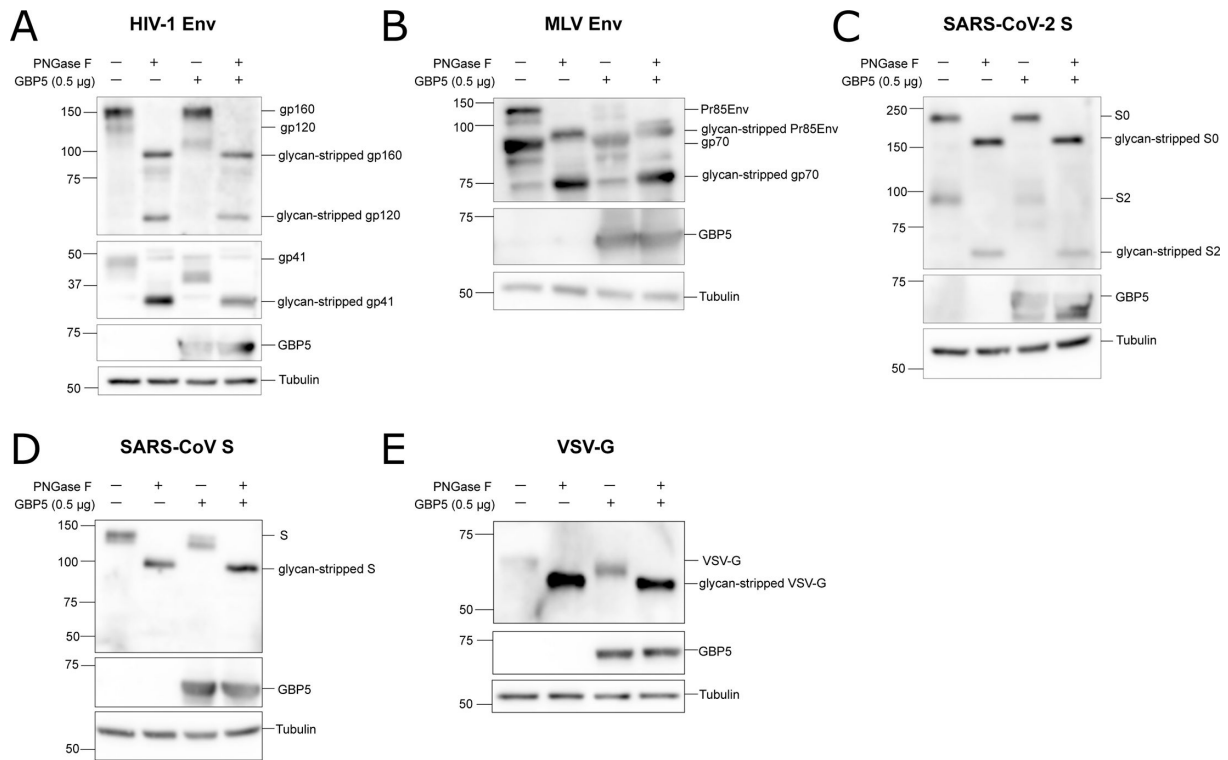 A
HIV-1 Env
PNGase F – + – +
GBP5 (0.5 µg) – – + +
150
gp160
gp120
100
glycan-stripped gp160
75
glycan-stripped gp120
50
gp41
37
glycan-stripped gp41
75
GBP5
50
Tubulin
B
MLV Env
PNGase F – + – +
GBP5 (0.5 µg) – – + +
150
Pr85Env
100
glycan-stripped Pr85Env
gp70
75
glycan-stripped gp70
75
GBP5
50
Tubulin
C
SARS-CoV-2 S
PNGase F – + – +
GBP5 (0.5 µg) – – + +
250
S0
150
glycan-stripped S0
100
S2
75
glycan-stripped S2
75
GBP5
Tubulin
50
D
SARS-CoV S
PNGase F – + – +
GBP5 (0.5 µg) – – + +
150
S
100
glycan-stripped S
75
50
75
GBP5
Tubulin
50
E
VSV-G
PNGase F – + – +
GBP5 (0.5 µg) – – + +
75
VSV-G
glycan-stripped VSV-G
50
75
GBP5
Tubulin
50